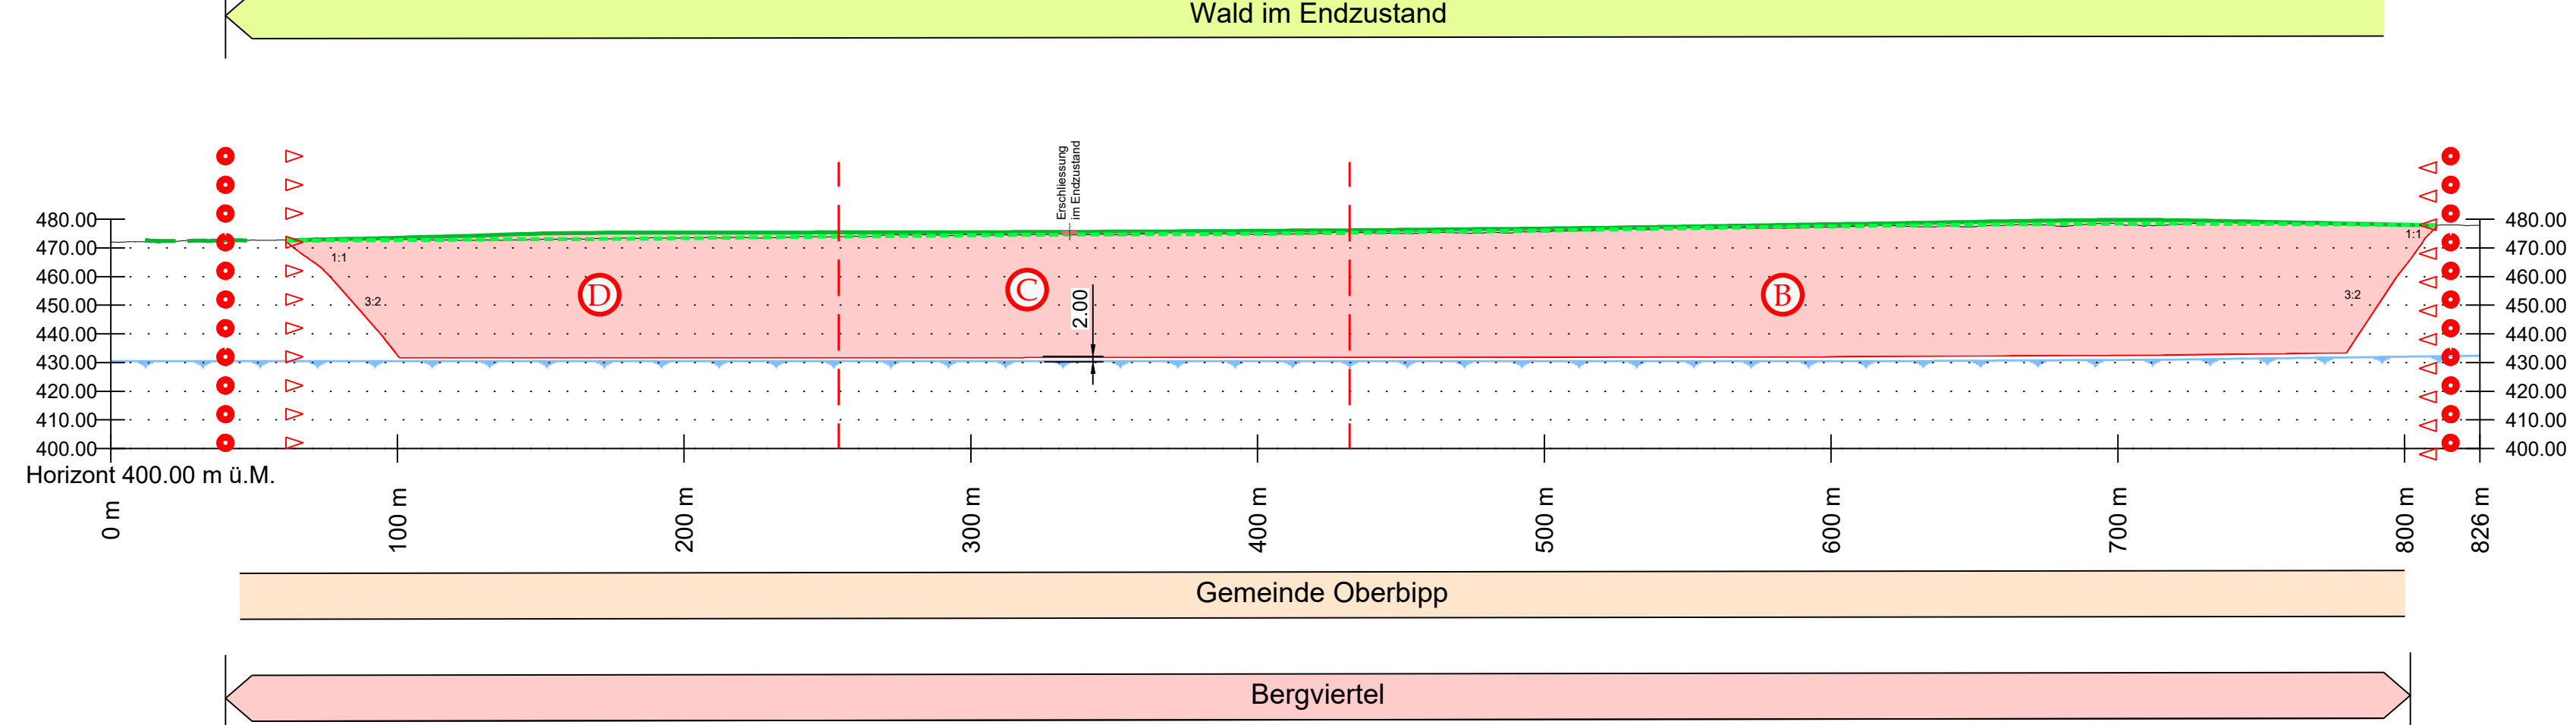 Wald im Endzustand
Erschliessung
im Endzustand
480.00
470.00
460.00
450.00
440.00
430.00
420.00
410.00
400.00
1:1
3:2
D
C
2.00
B
1:1
3:2
480.00
470.00
460.00
450.00
440.00
430.00
420.00
410.00
400.00
Horizont 400.00 m ü.M.
0 m
100 m
200 m
300 m
400 m
500 m
600 m
700 m
800 m
826 m
Gemeinde Oberbipp
Bergviertel